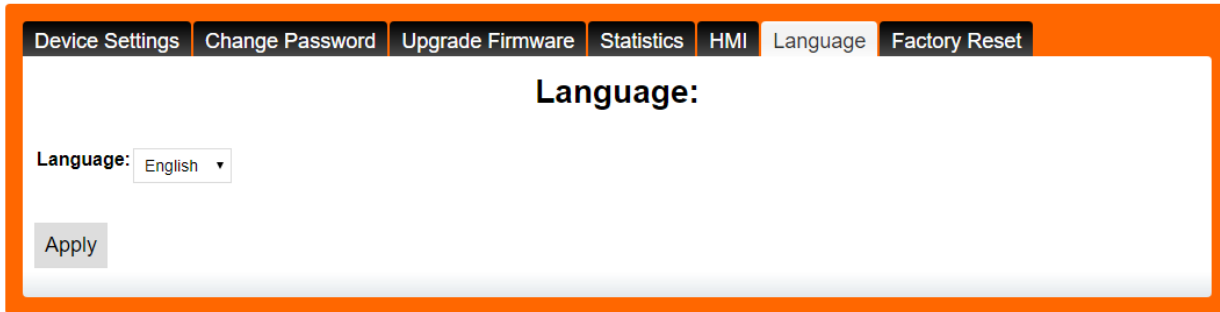 Device Settings Change Password Upgrade Firmware Statistics HMI Language Factory Reset
Language:
Language: English
Apply